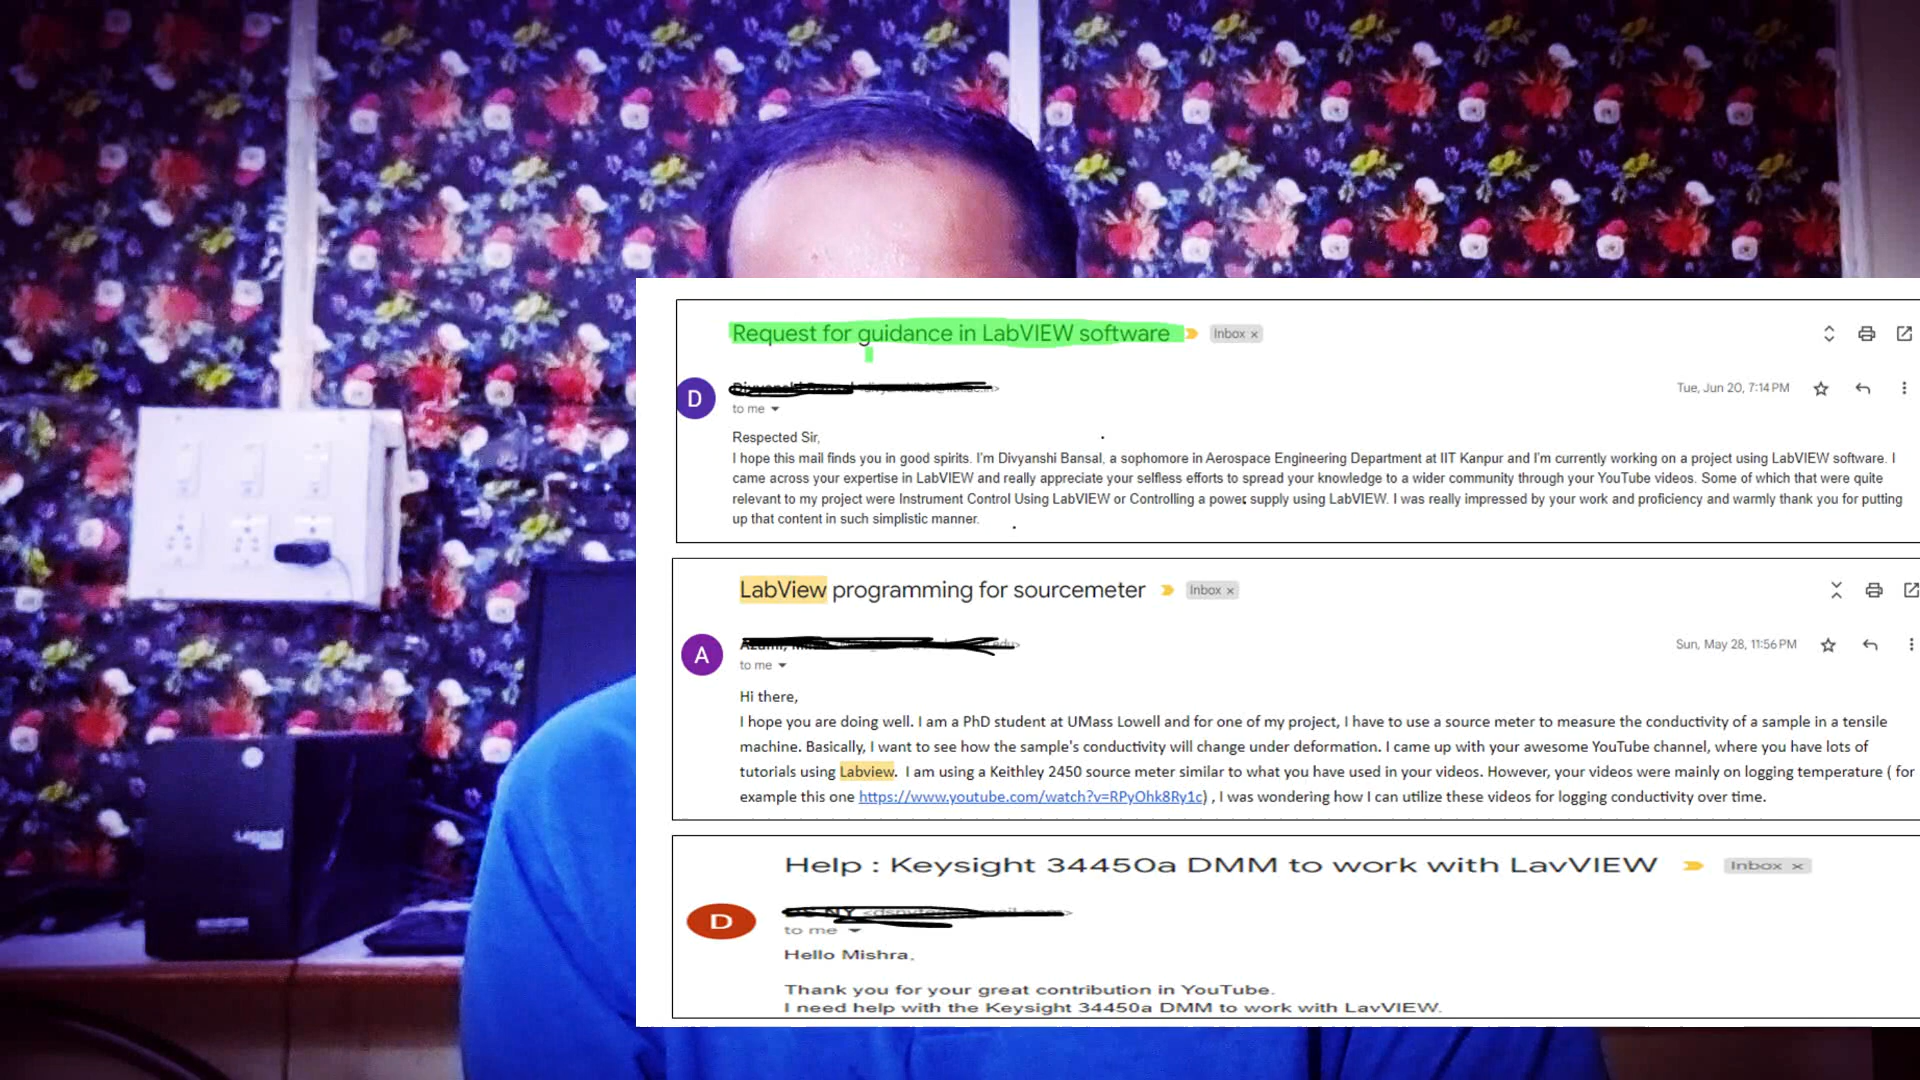 Request for guidance in LabVIEW software Inbox ×
D
to me
Tue, Jun 20, 7:14 PM
Respected Sir,
I hope this mail finds you in good spirits. I'm Divyanshi Bansal, a sophomore in Aerospace Engineering Department at IIT Kanpur and I'm currently working on a project using LabVIEW software. I
came across your expertise in LabVIEW and really appreciate your selfless efforts to spread your knowledge to a wider community through your YouTube videos. Some of which that were quite
relevant to my project were Instrument Control Using LabVIEW or Controlling a power supply using LabVIEW. I was really impressed by your work and proficiency and warmly thank you for putting
up that content in such simplistic manner.
LabView programming for sourcemeter Inbox ×
A
to me
Sun, May 28, 11:56 PM
Hi there,
I hope you are doing well. I am a PhD student at UMass Lowell and for one of my project, I have to use a source meter to measure the conductivity of a sample in a tensile
machine. Basically, I want to see how the sample's conductivity will change under deformation. I came up with your awesome YouTube channel, where you have lots of
tutorials using Labview. I am using a Keithley 2450 source meter similar to what you have used in your videos. However, your videos were mainly on logging temperature ( for
example this one https://www.youtube.com/watch?v=RPyOhk8Ry1c) , I was wondering how I can utilize these videos for logging conductivity over time.
Help : Keysight 34450a DMM to work with LavVIEW Inbox ×
D
to me
Hello Mishra,
Thank you for your great contribution in YouTube.
I need help with the Keysight 34450a DMM to work with LavVIEW.